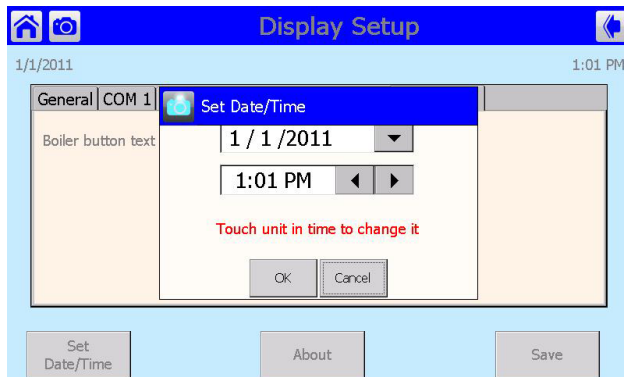 Display Setup
1/1/2011 1:01 PM
General COM 1
Set Date/Time
Boiler button text
1 / 1 /2011
1:01 PM
Touch unit in time to change it
OK Cancel
Set
Date/Time
About
Save